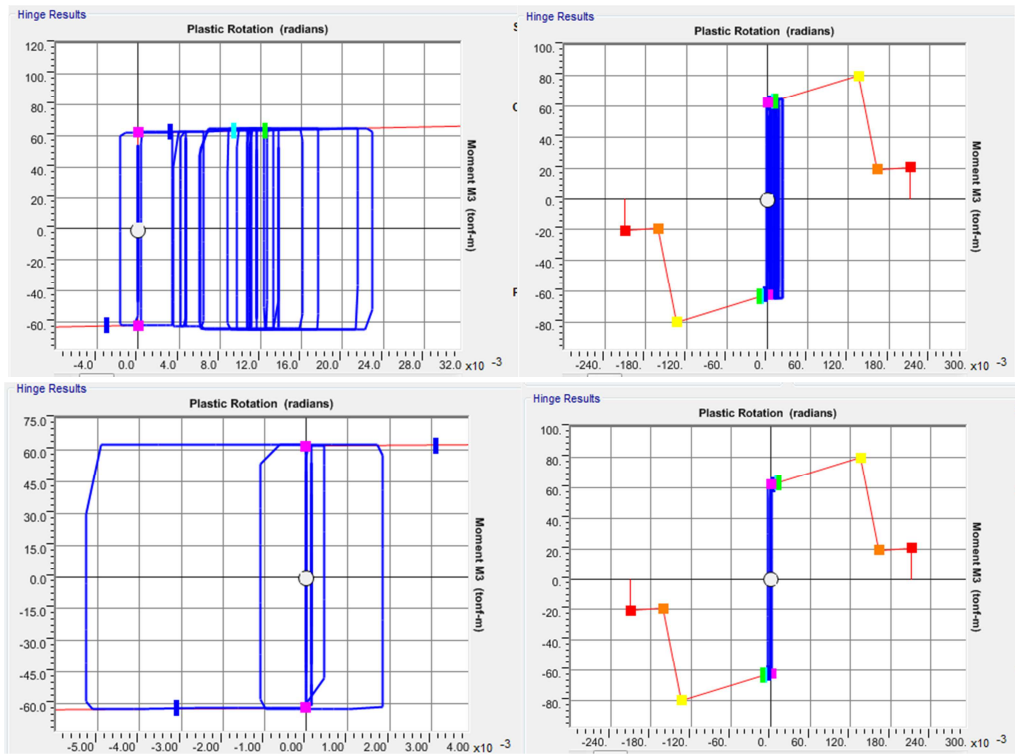 Hinge Results
Plastic Rotation (radians)
120.
100.
80.
60.
40.
20.
0.
-20.
-40.
-60.
Moment M3 (tonf-m)
-4.0 0.0 4.0 8.0 12.0 16.0 20.0 24.0 28.0 32.0 x10 -3
Hinge Results
Plastic Rotation (radians)
100.
80.
60.
40.
20.
0.
-20.
-40.
-60.
-80.
Moment M3 (tonf-m)
-240. -180. -120. -60. 0.0 60. 120. 180. 240. 300. x10 -3
Hinge Results
Plastic Rotation (radians)
75.0
60.0
45.0
30.0
15.0
0.0
-15.0
-30.0
-45.0
-60.0
Moment M3 (tonf-m)
-5.00 -4.00 -3.00 -2.00 -1.00 0.00 1.00 2.00 3.00 4.00 x10 -3
Hinge Results
Plastic Rotation (radians)
100.
80.
60.
40.
20.
0.
-20.
-40.
-60.
-80.
Moment M3 (tonf-m)
-240. -180. -120. -60. 0.0 60. 120. 180. 240. 300. x10 -3